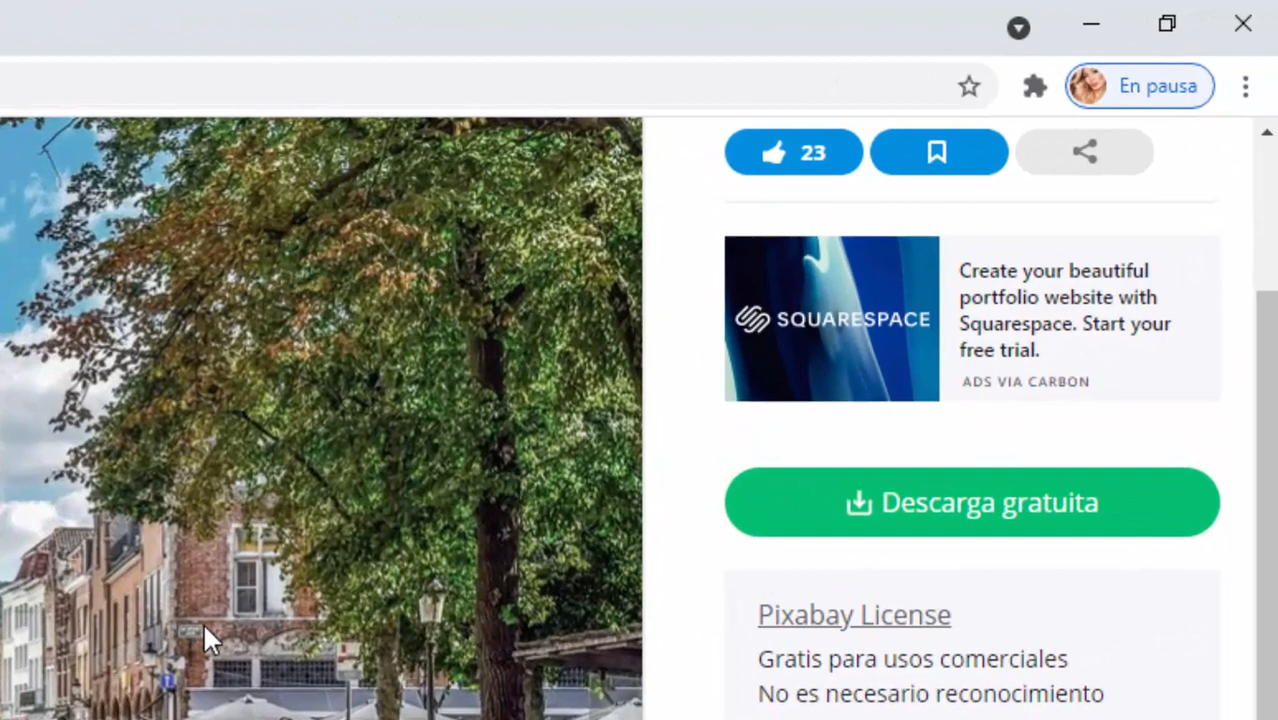 En pausa
23
SQUARESPACE
Create your beautiful
portfolio website with
Squarespace. Start your
free trial.
ADS VIA CARBON
Descarga gratuita
Pixabay License
Gratis para usos comerciales
No es necesario reconocimiento